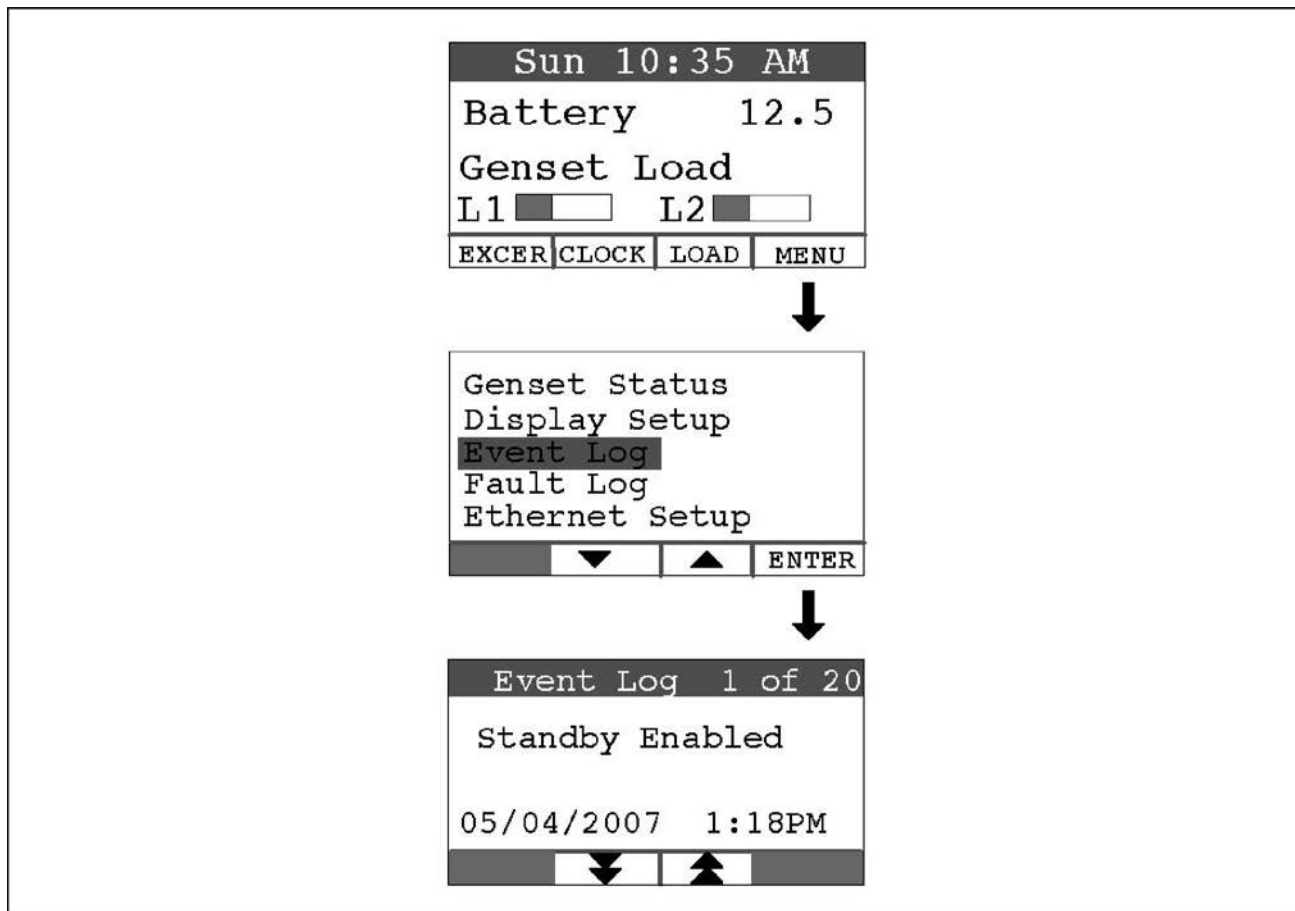 Sun 10:35 AM
Battery 12.5
Genset Load
L1 L2
EXCER CLOCK LOAD MENU
Genset Status
Display Setup
Event Log
Fault Log
Ethernet Setup
ENTER
Event Log 1 of 20
Standby Enabled
05/04/2007 1:18PM